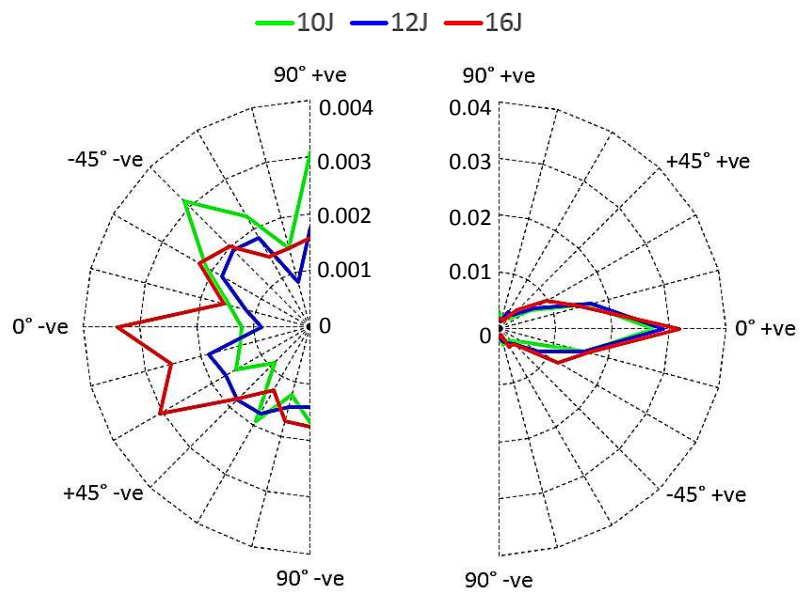 10J 12J 16J
90° +ve 90° +ve
0.004 0.04
-45° -ve +45° +ve
0.003 0.03
0.002 0.02
0.001 0.01
0° -ve 0 0 0° +ve
+45° -ve -45° +ve
90° -ve 90° -ve